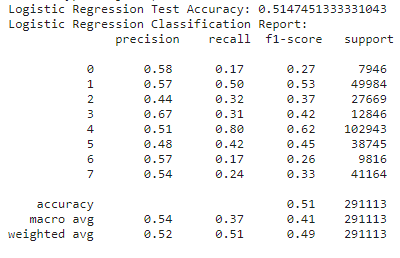 Logistic Regression Test Accuracy: 0.5147451333331043
Logistic Regression Classification Report:
precision recall f1-score support
0 0.58 0.17 0.27 7946
1 0.57 0.50 0.53 49984
2 0.44 0.32 0.37 27669
3 0.67 0.31 0.42 12846
4 0.51 0.80 0.62 102943
5 0.48 0.42 0.45 38745
6 0.57 0.17 0.26 9816
7 0.54 0.24 0.33 41164
accuracy 0.51 291113
macro avg 0.54 0.37 0.41 291113
weighted avg 0.52 0.51 0.49 291113